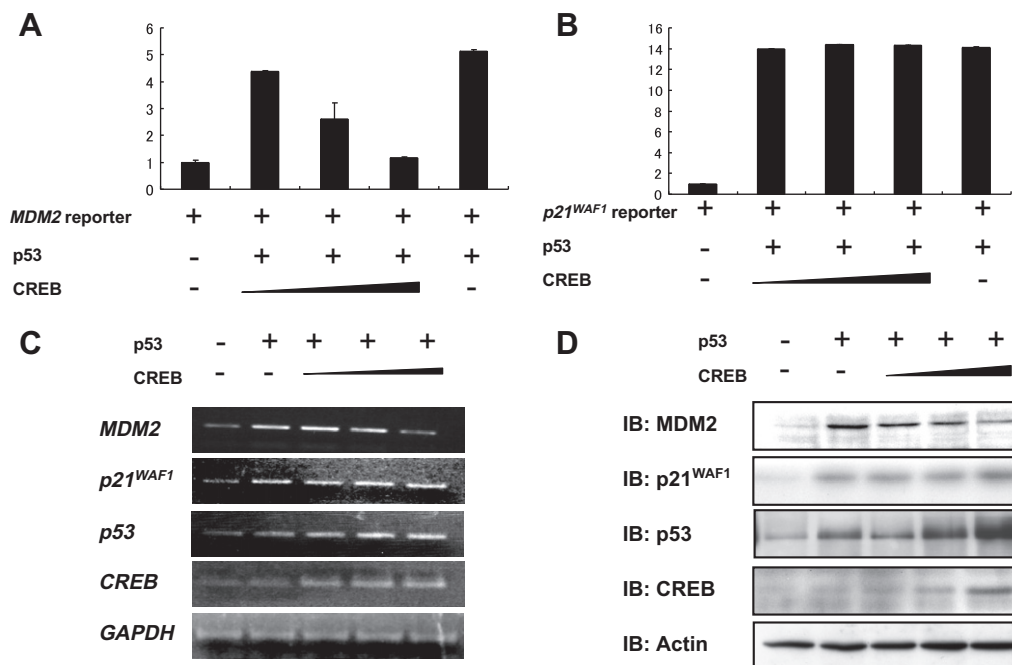 A
6
5
4
3
2
1
0
MDM2 reporter + + + + +
p53 - + + + +
CREB - -
B
16
14
12
10
8
6
4
2
0
p21WAF1 reporter + + + + +
p53 - + + + +
CREB - -
C
p53 - + + + +
CREB - -
MDM2
p21WAF1
p53
CREB
GAPDH
D
p53 - + + + +
CREB - -
IB: MDM2
IB: p21WAF1
IB: p53
IB: CREB
IB: Actin